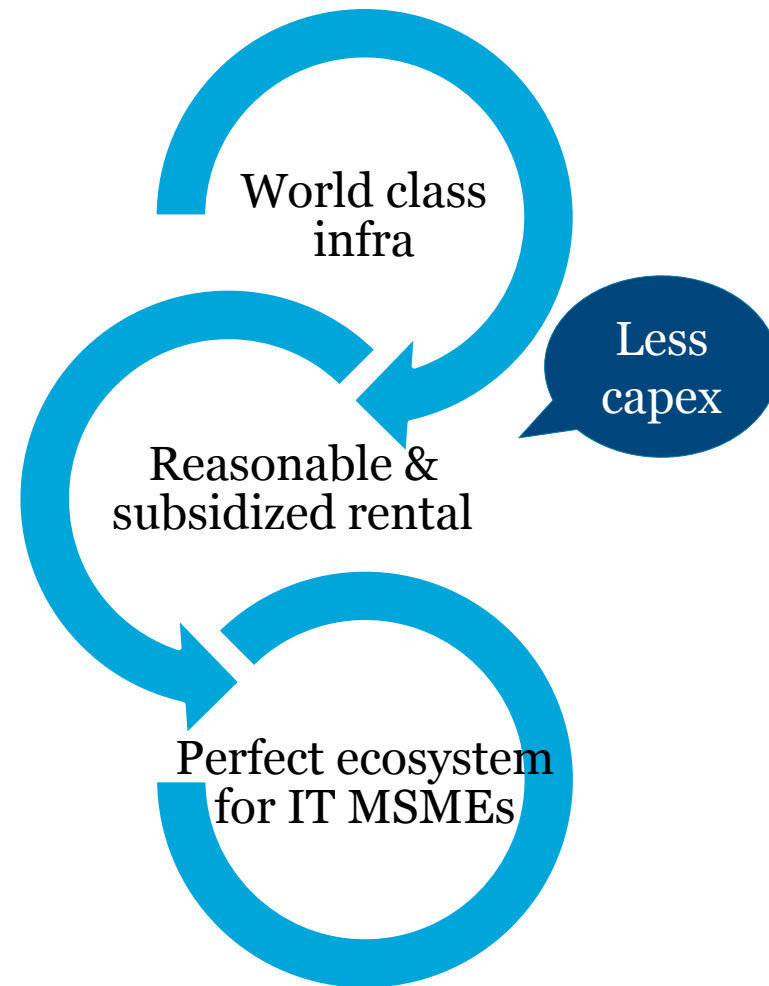 World class
infra
Less
capex
Reasonable &
subsidized rental
Perfect ecosystem
for IT MSMEs